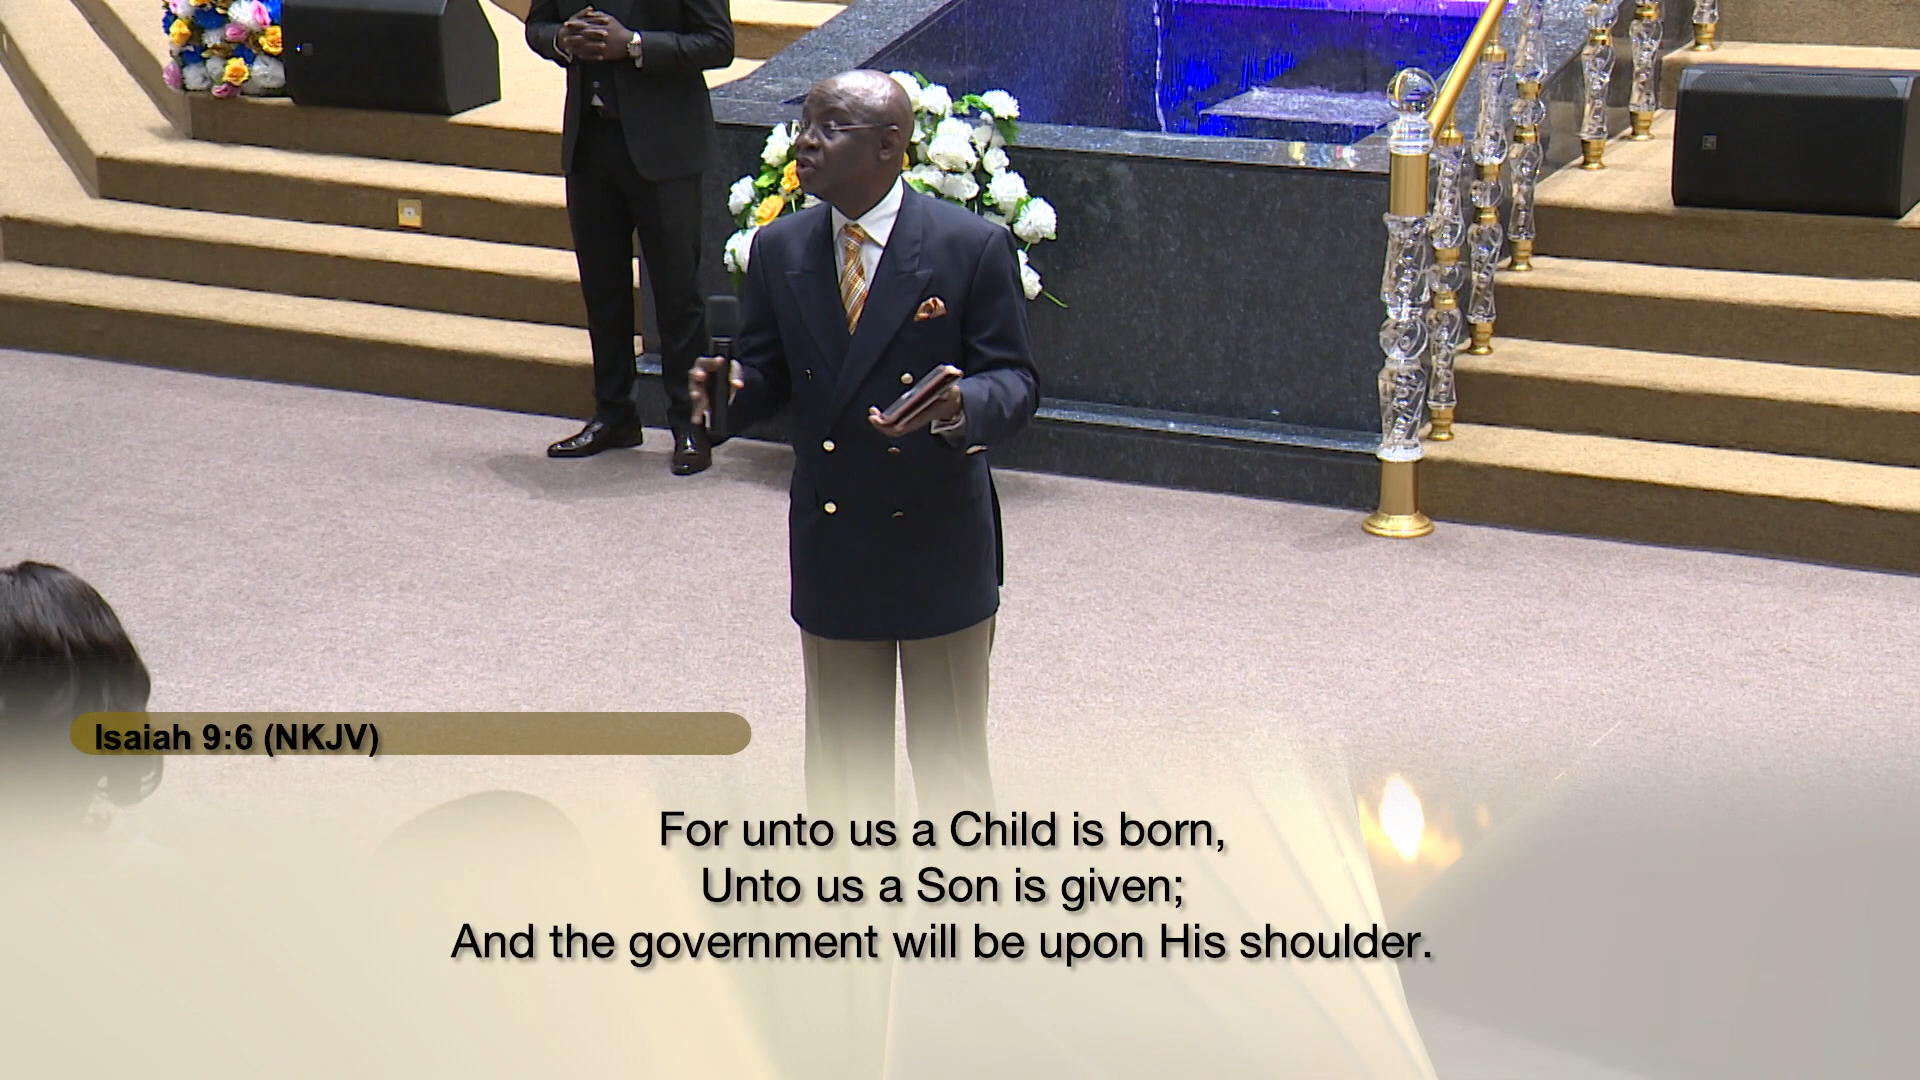 Isaiah 9:6 (NKJV)
For unto us a Child is born,
Unto us a Son is given;
And the government will be upon His shoulder.